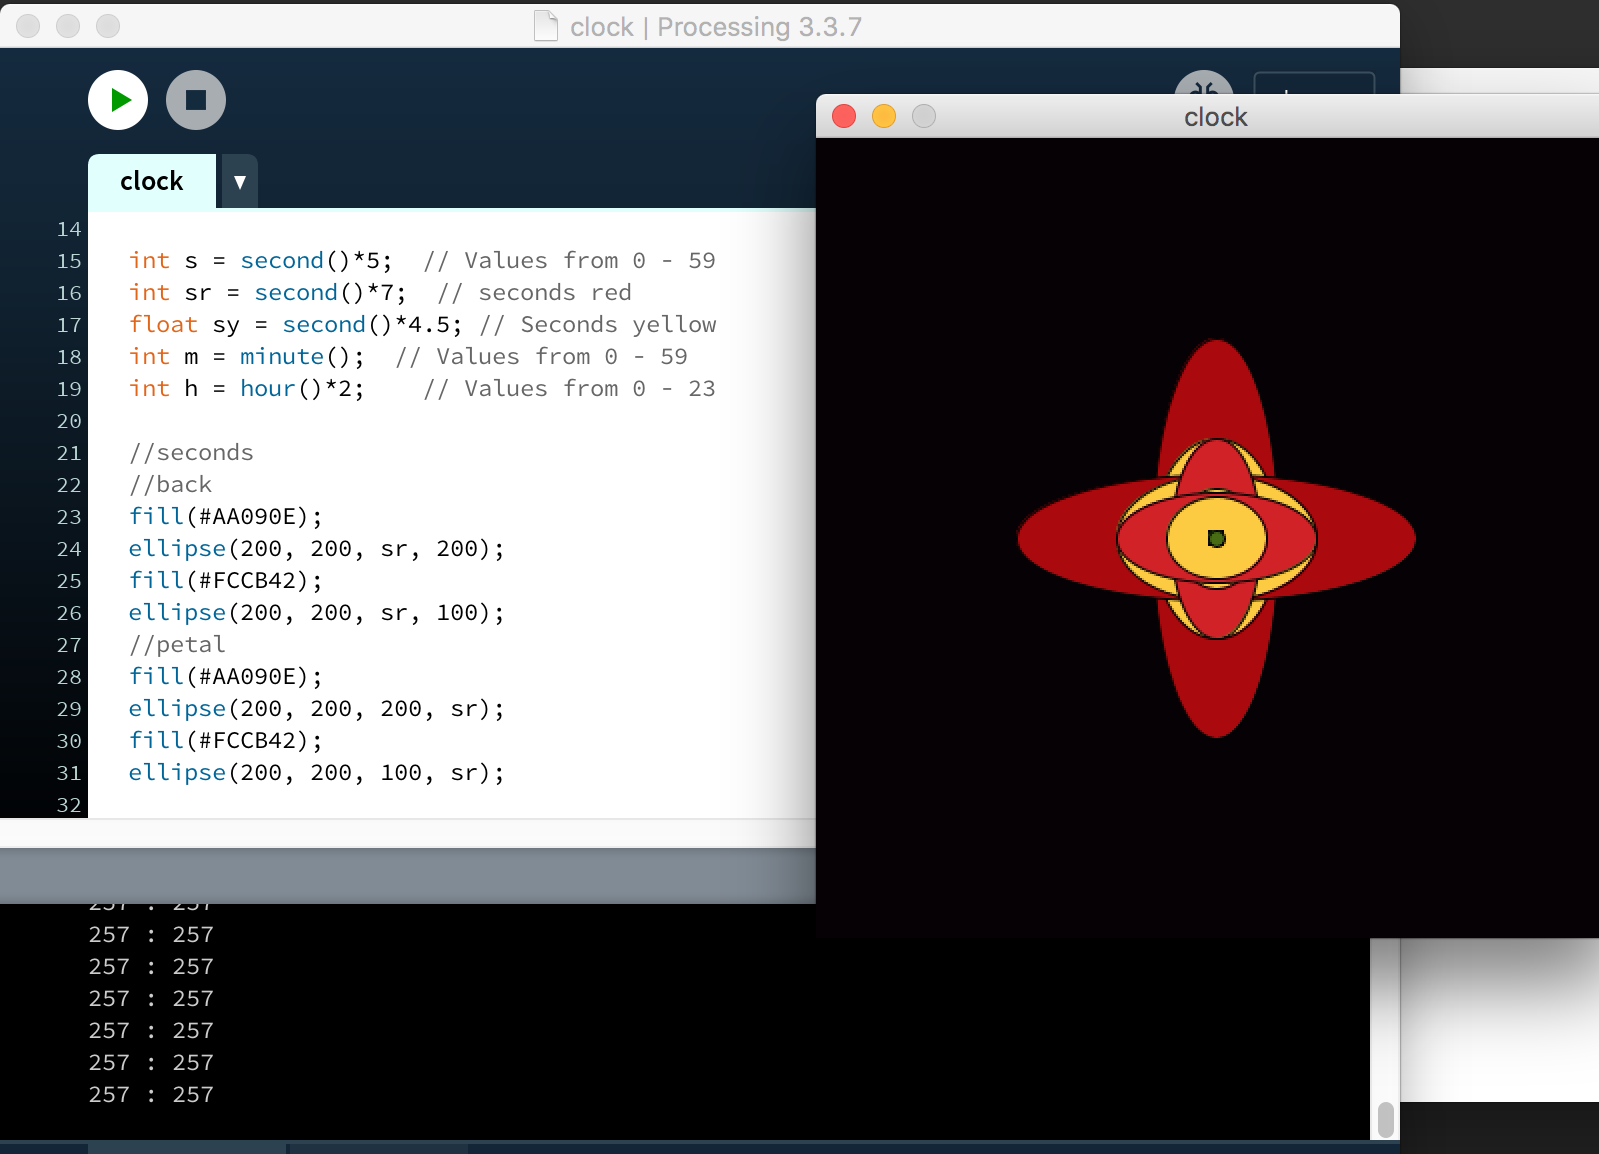 clock | Processing 3.3.7
clock
clock
14
15 int s = second()*5;  // Values from 0 - 59
16 int sr = second()*7;  // seconds red
17 float sy = second()*4.5; // Seconds yellow
18 int m = minute();  // Values from 0 - 59
19 int h = hour()*2;    // Values from 0 - 23
20
21 //seconds
22 //back
23 fill(#AA090E);
24 ellipse(200, 200, sr, 200);
25 fill(#FCCB42);
26 ellipse(200, 200, sr, 100);
27 //petal
28 fill(#AA090E);
29 ellipse(200, 200, 200, sr);
30 fill(#FCCB42);
31 ellipse(200, 200, 100, sr);
32
257 : 257
257 : 257
257 : 257
257 : 257
257 : 257
257 : 257
257 : 257